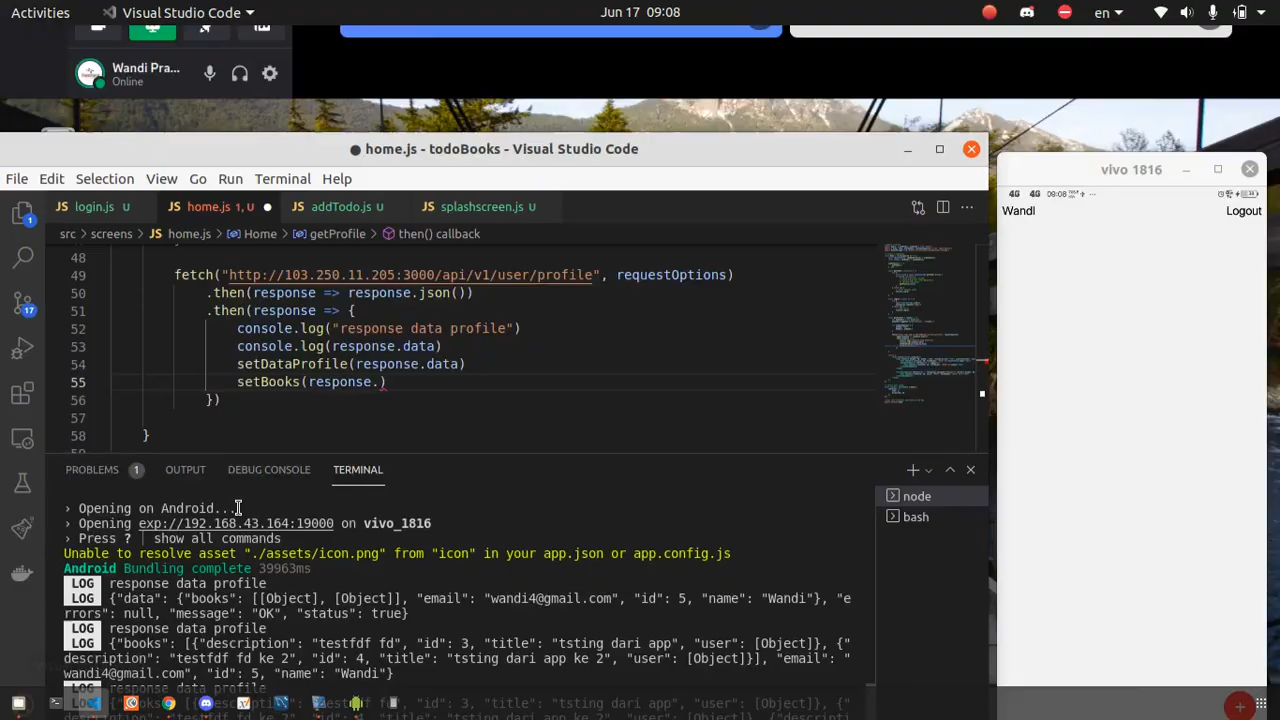 Activities
Visual Studio Code
Jun 17 09:08
en
Wandi Pra...
Online
home.js - todoBooks - Visual Studio Code
File Edit Selection View Go Run Terminal Help
login.js U
home.js 1, U
addTodo.js U
splashscreen.js U
src > screens > home.js > Home > getProfile > then() callback
48
49 fetch("http://103.250.11.205:3000/api/v1/user/profile", requestOptions)
50 .then(response => response.json())
51 .then(response => {
52 console.log("response data profile")
53 console.log(response.data)
54 setDataProfile(response.data)
55 setBooks(response.)
56 })
57
58 }
1
17
PROBLEMS 1 OUTPUT DEBUG CONSOLE TERMINAL
› Opening on Android...
› Opening exp://192.168.43.164:19000 on vivo_1816
› Press ? | show all commands
Unable to resolve asset "./assets/icon.png" from "icon" in your app.json or app.config.js
Android Bundling complete 39963ms
LOG response data profile
LOG {"data": {"books": [[Object], [Object]], "email": "wandi4@gmail.com", "id": 5, "name": "Wandi"}, "e
rrors": null, "message": "OK", "status": true}
LOG response data profile
LOG {"books": [{"description": "testfdf fd", "id": 3, "title": "tsting dari app", "user": [Object]}, {"
description": "testfdf fd ke 2", "id": 4, "title": "tsting dari app ke 2", "user": [Object]}], "email": "
wandi4@gmail.com", "id": 5, "name": "Wandi"}
LOG response data profile
node
bash
vivo 1816
4G 4G 09:08
Wandi
Logout